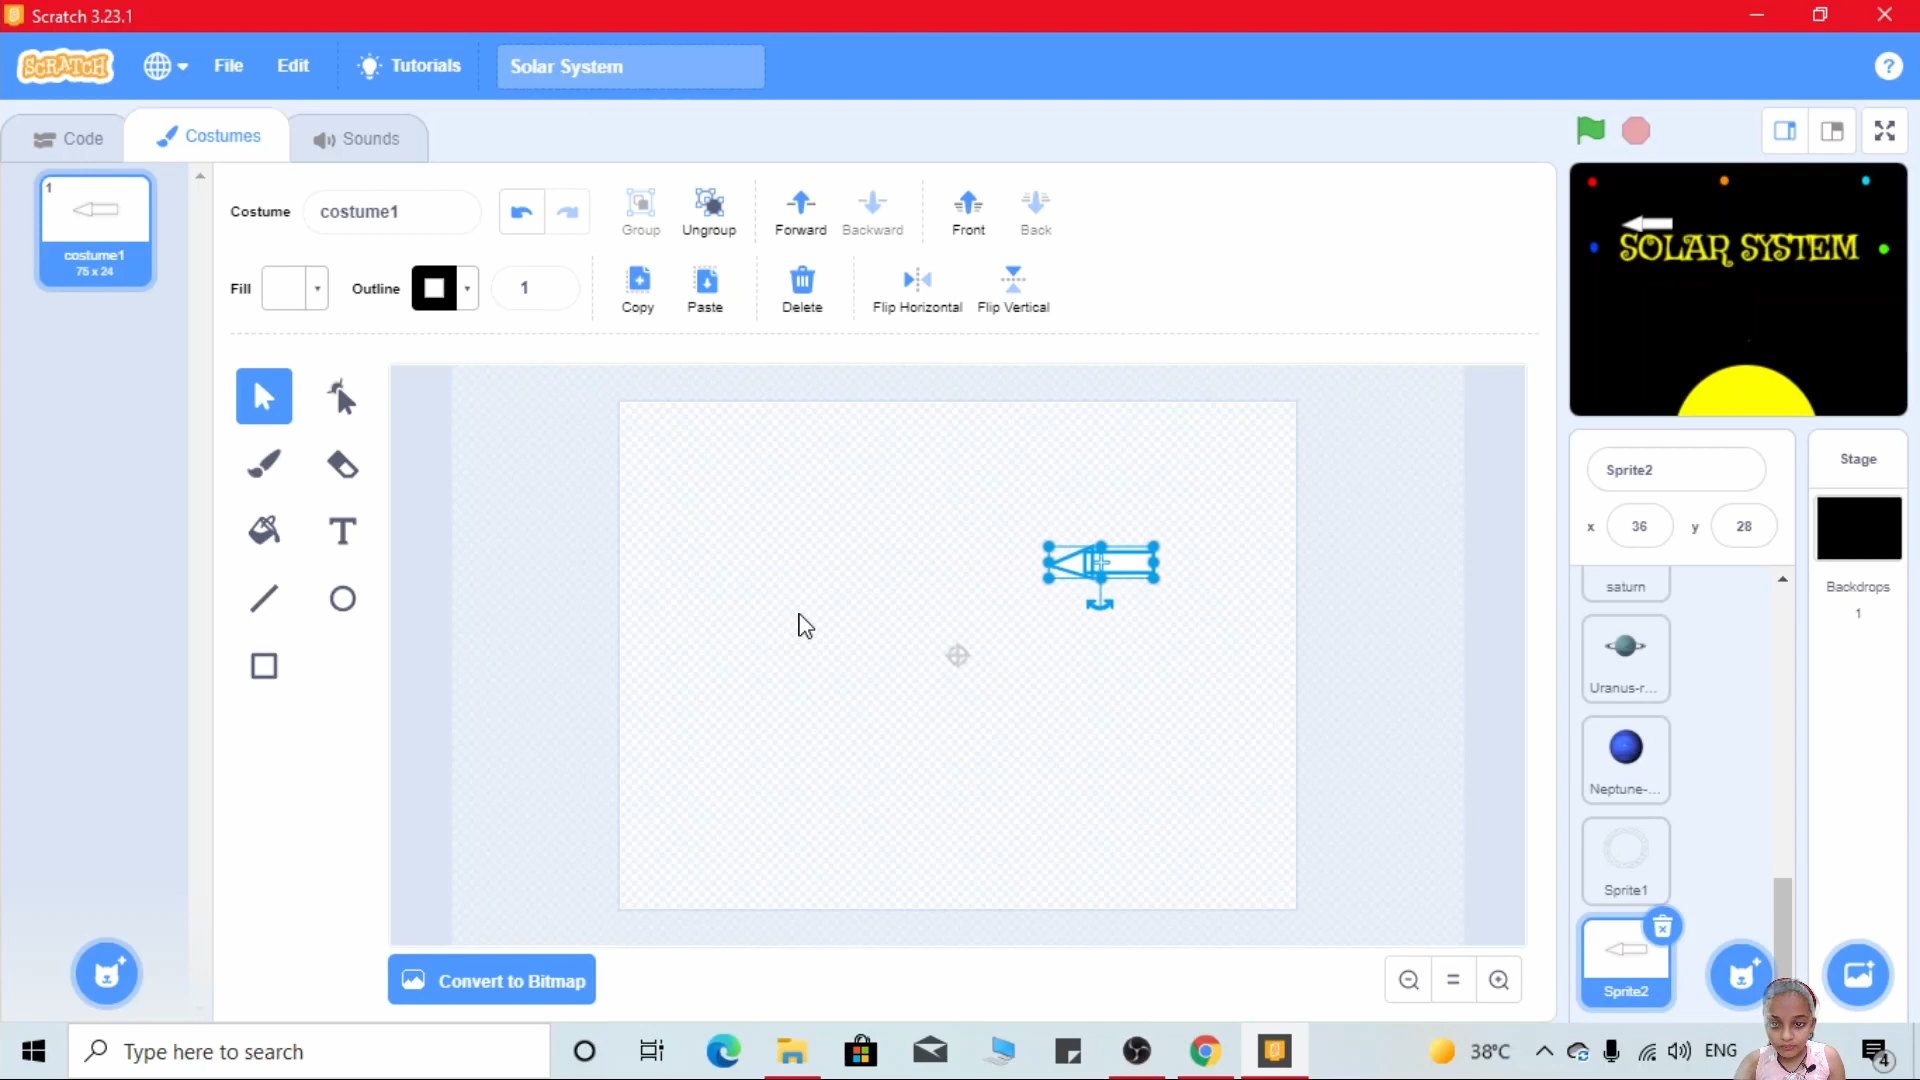 Scratch 3.23.1
SCRATCH
File
Edit
Tutorials
Solar System
Code
Costumes
Sounds
1
costume1
75 x 24
Costume
costume1
Group
Ungroup
Forward
Backward
Front
Back
Fill
Outline
1
Copy
Paste
Delete
Flip Horizontal
Flip Vertical
SOLAR SYSTEM
Sprite2
x
36
y
28
Stage
Backdrops
1
saturn
Uranus-r...
Neptune-...
Sprite1
Sprite2
Convert to Bitmap
Type here to search
38°C
ENG
4